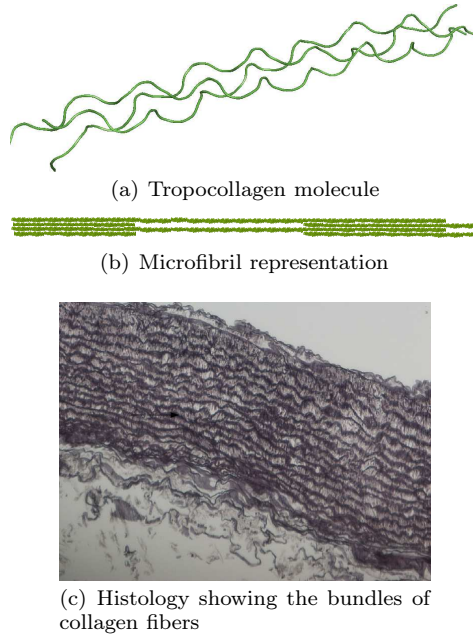 (a) Tropocollagen molecule
(b) Microfibril representation
(c) Histology showing the bundles of
collagen fibers